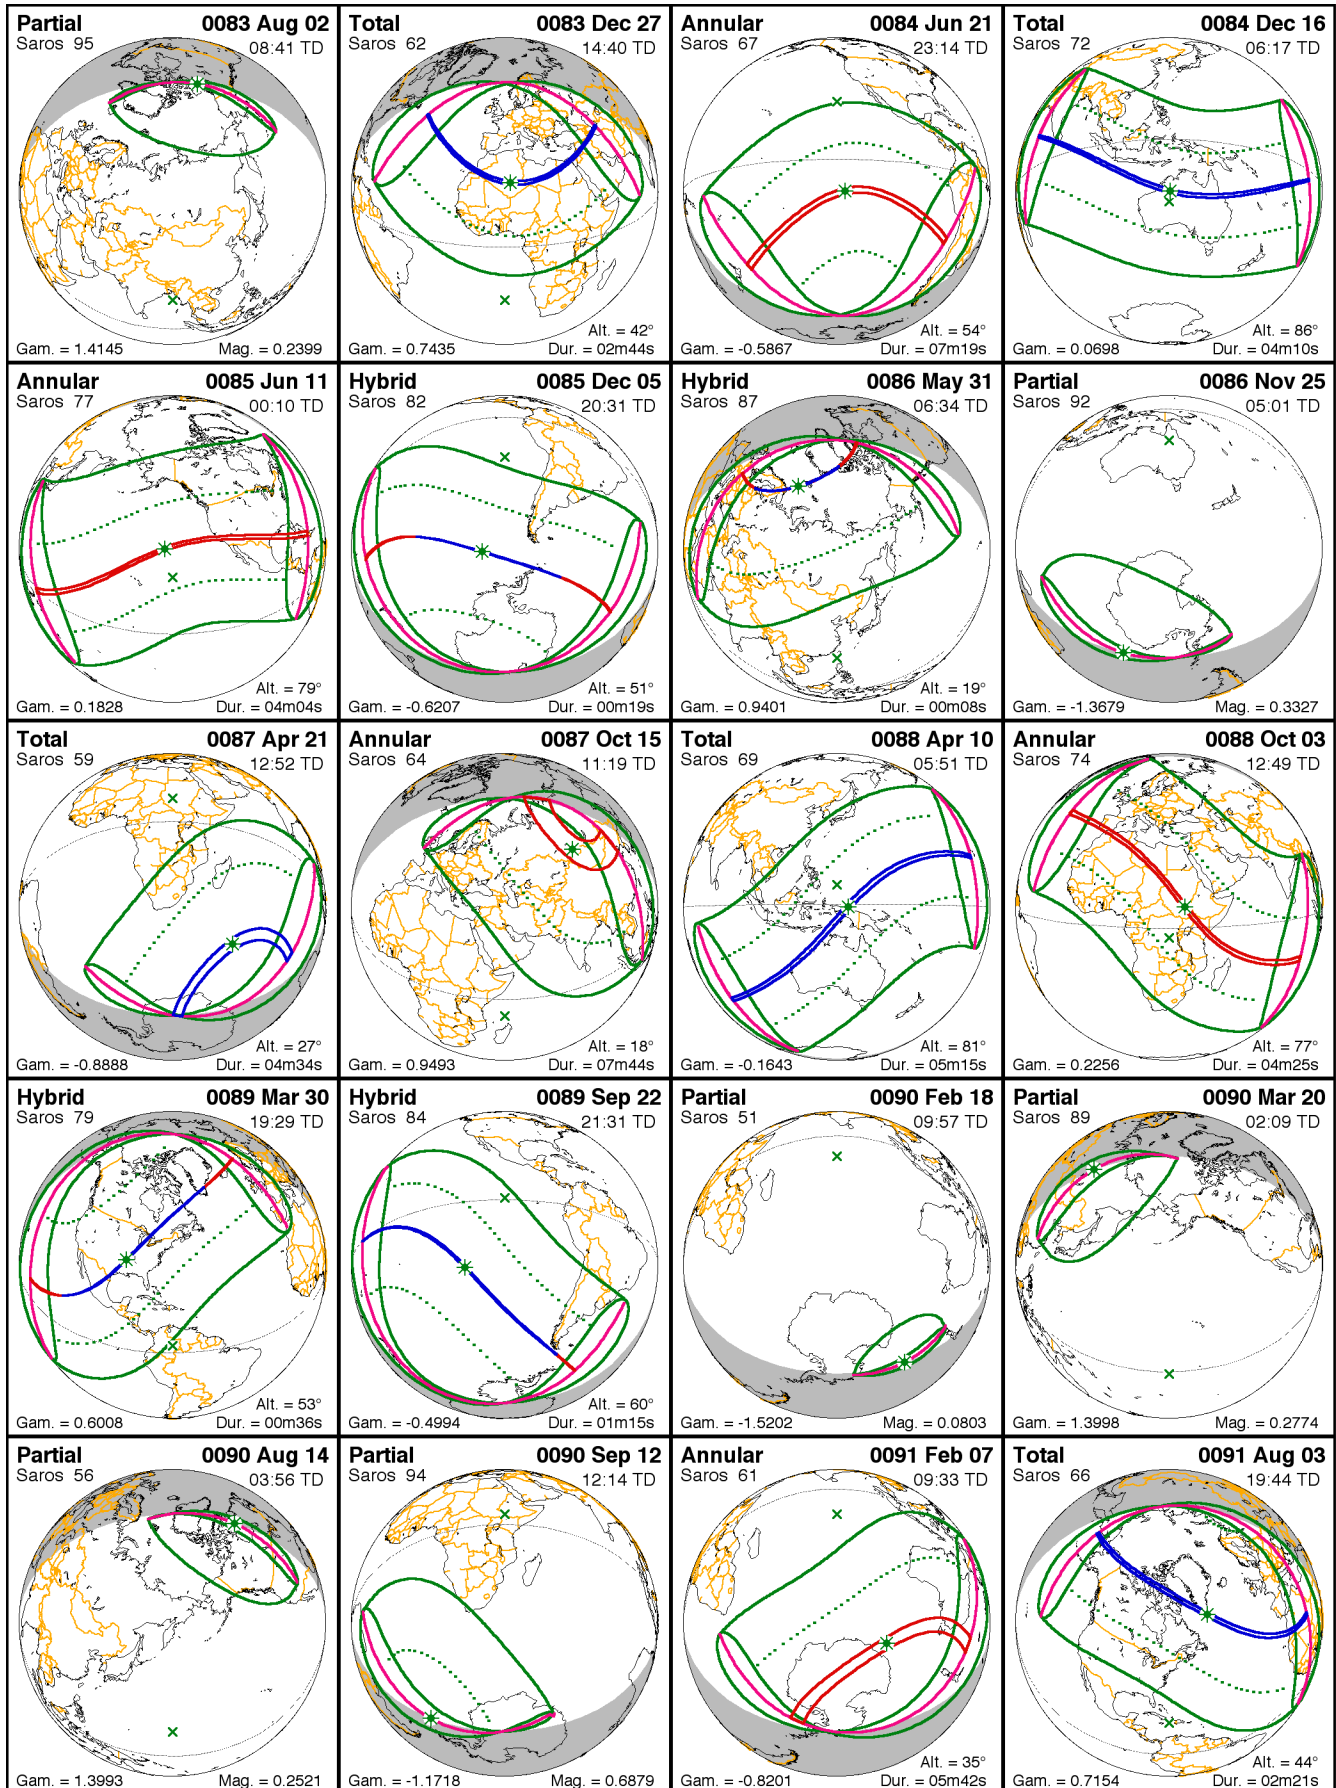 Partial 0083 Aug 02
Saros 95 08:41 TD
Gam. = 1.4145 Mag. = 0.2399
Total 0083 Dec 27
Saros 62 14:40 TD
Alt. = 42°
Gam. = 0.7435 Dur. = 02m44s
Annular 0084 Jun 21
Saros 67 23:14 TD
Alt. = 54°
Gam. = -0.5867 Dur. = 07m19s
Total 0084 Dec 16
Saros 72 06:17 TD
Alt. = 86°
Gam. = 0.0698 Dur. = 04m10s
Annular 0085 Jun 11
Saros 77 00:10 TD
Alt. = 79°
Gam. = 0.1828 Dur. = 04m04s
Hybrid 0085 Dec 05
Saros 82 20:31 TD
Alt. = 51°
Gam. = -0.6207 Dur. = 00m19s
Hybrid 0086 May 31
Saros 87 06:34 TD
Alt. = 19°
Gam. = 0.9401 Dur. = 00m08s
Partial 0086 Nov 25
Saros 92 05:01 TD
Gam. = -1.3679 Mag. = 0.3327
Total 0087 Apr 21
Saros 59 12:52 TD
Alt. = 27°
Gam. = -0.8888 Dur. = 04m34s
Annular 0087 Oct 15
Saros 64 11:19 TD
Alt. = 18°
Gam. = 0.9493 Dur. = 07m44s
Total 0088 Apr 10
Saros 69 05:51 TD
Alt. = 81°
Gam. = -0.1643 Dur. = 05m15s
Annular 0088 Oct 03
Saros 74 12:49 TD
Alt. = 77°
Gam. = 0.2256 Dur. = 04m25s
Hybrid 0089 Mar 30
Saros 79 19:29 TD
Alt. = 53°
Gam. = 0.6008 Dur. = 00m36s
Hybrid 0089 Sep 22
Saros 84 21:31 TD
Alt. = 60°
Gam. = -0.4994 Dur. = 01m15s
Partial 0090 Feb 18
Saros 51 09:57 TD
Gam. = -1.5202 Mag. = 0.0803
Partial 0090 Mar 20
Saros 89 02:09 TD
Gam. = 1.3998 Mag. = 0.2774
Partial 0090 Aug 14
Saros 56 03:56 TD
Gam. = 1.3993 Mag. = 0.2521
Partial 0090 Sep 12
Saros 94 12:14 TD
Gam. = -1.1718 Mag. = 0.6879
Annular 0091 Feb 07
Saros 61 09:33 TD
Alt. = 35°
Gam. = -0.8201 Dur. = 05m42s
Total 0091 Aug 03
Saros 66 19:44 TD
Alt. = 44°
Gam. = 0.7154 Dur. = 02m21s